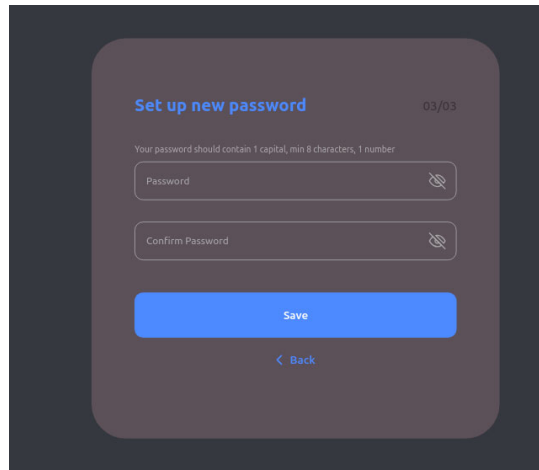 Set up new password
03/03
Your password should contain 1 capital, min 8 characters, 1 number
Password
Confirm Password
Save
Back